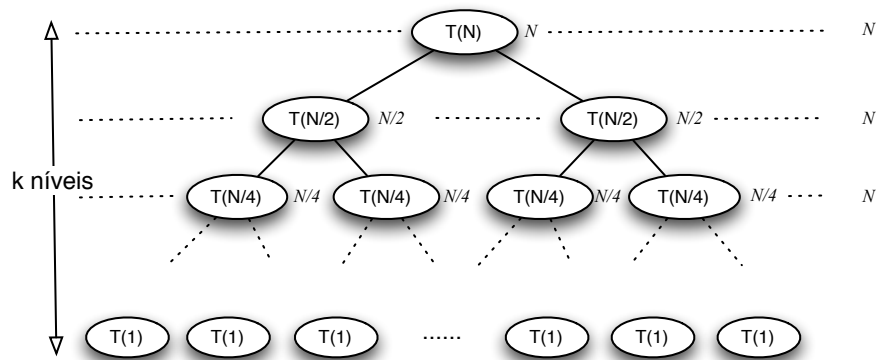 T(N) N N
T(N/2) N/2 T(N/2) N/2 N
k níveis
T(N/4) N/4 T(N/4) N/4 T(N/4) N/4 T(N/4) N/4 N
T(1) T(1) T(1) ...... T(1) T(1) T(1)